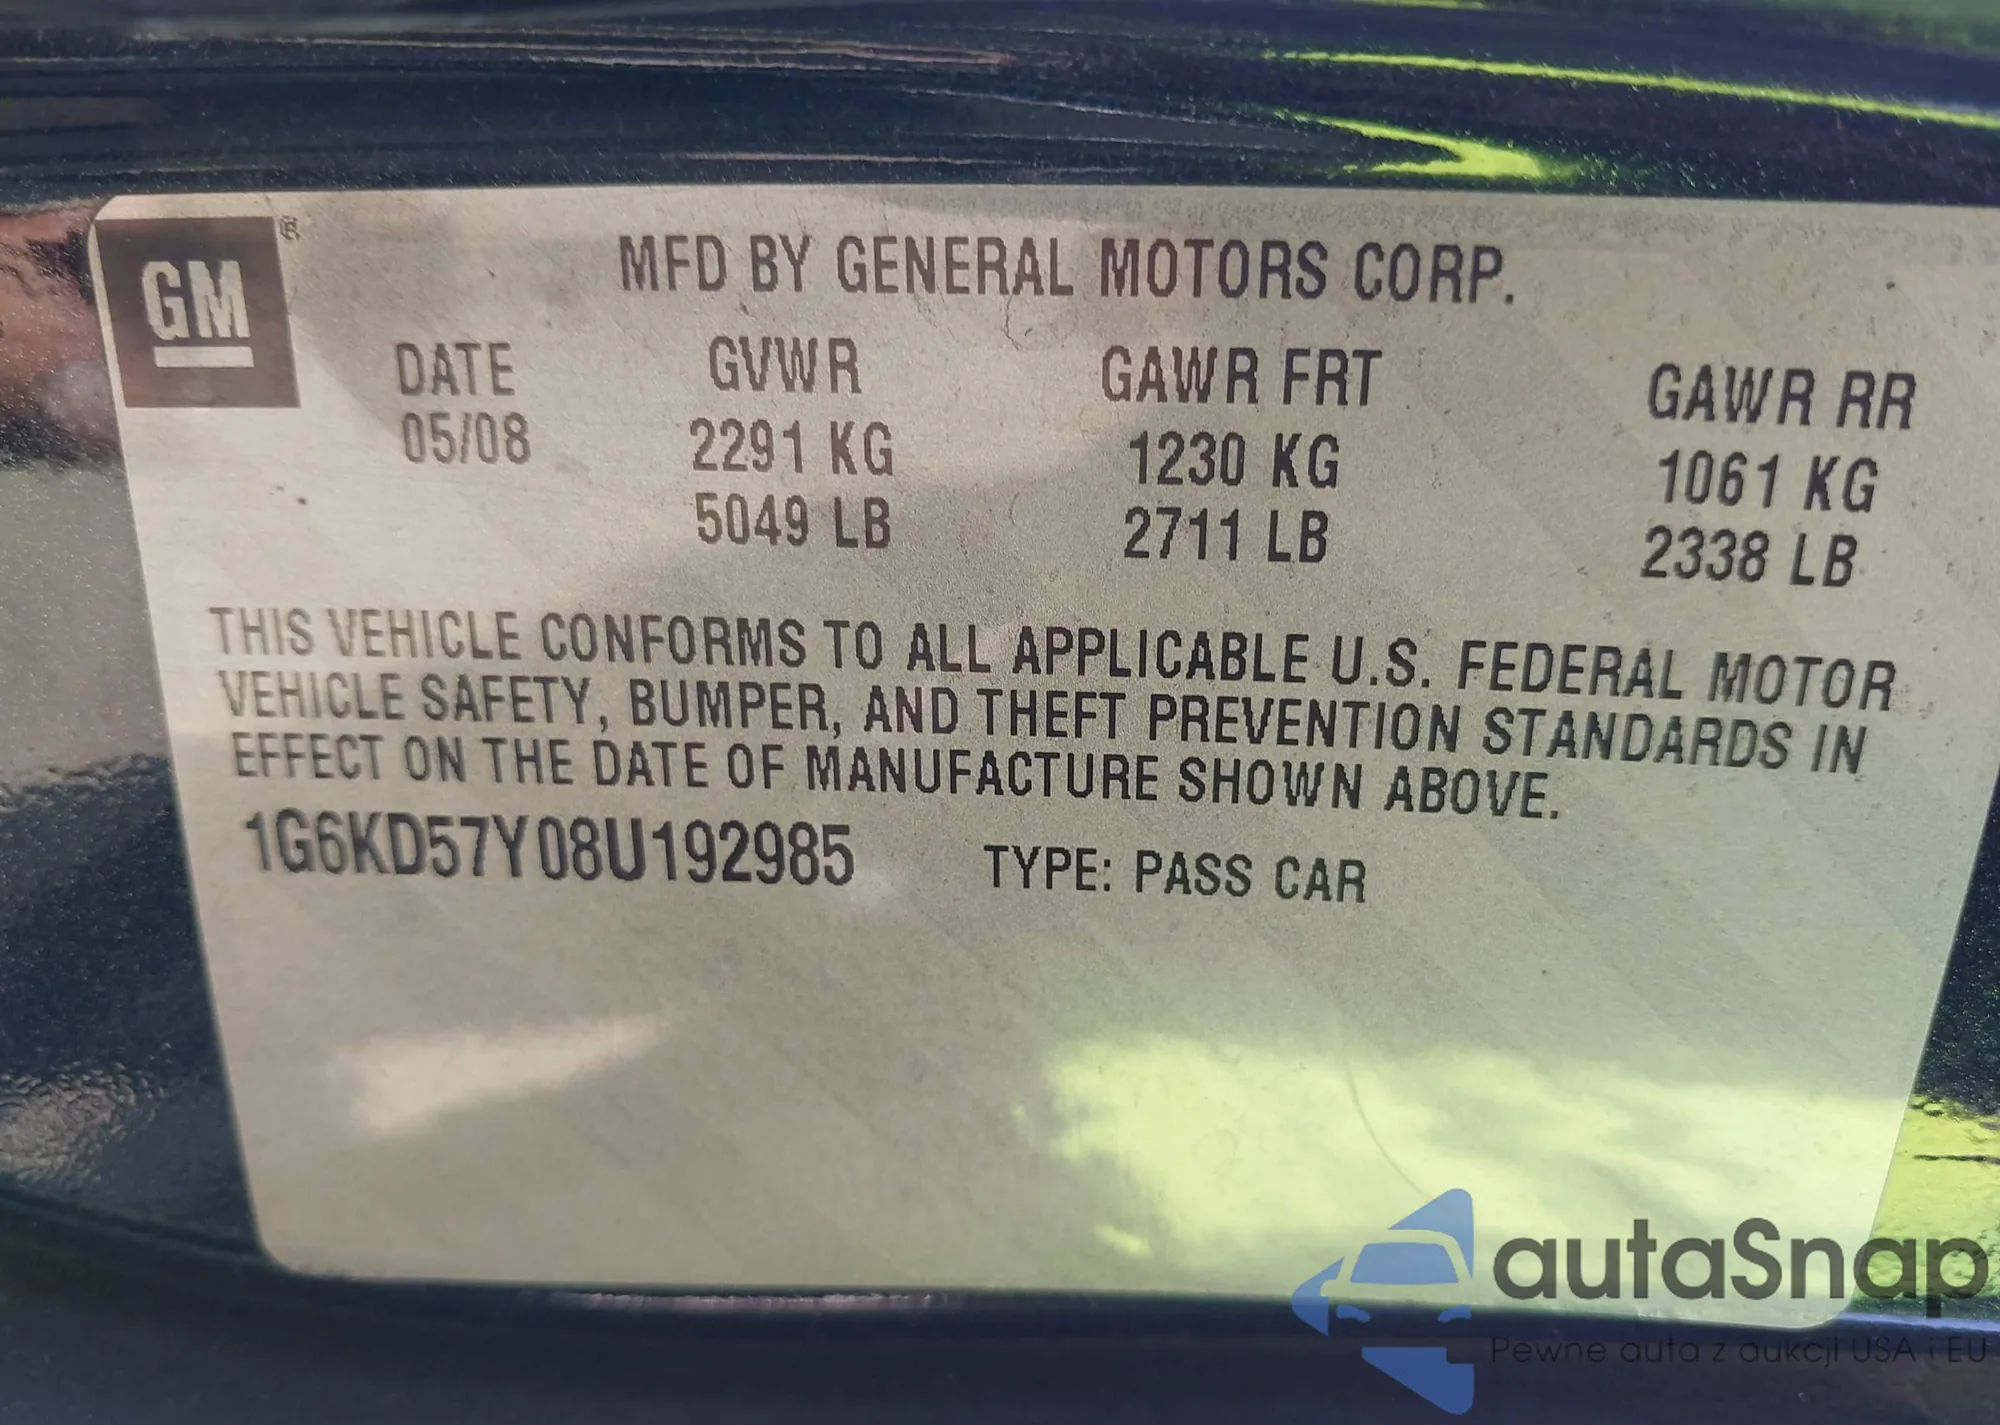 GM ®
MFD BY GENERAL MOTORS CORP.
DATE GVWR GAWR FRT GAWR RR
05/08 2291 KG 1230 KG 1061 KG
5049 LB 2711 LB 2338 LB
THIS VEHICLE CONFORMS TO ALL APPLICABLE U.S. FEDERAL MOTOR
VEHICLE SAFETY, BUMPER, AND THEFT PREVENTION STANDARDS IN
EFFECT ON THE DATE OF MANUFACTURE SHOWN ABOVE.
1G6KD57Y08U192985 TYPE: PASS CAR
autaSnap
Pewne auta z aukcji USA i EU